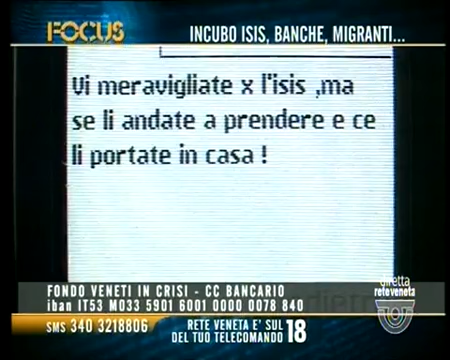 FOCUS
INCUBO ISIS, BANCHE, MIGRANTI...
Vi meravigliate x l'isis ,ma
se li andate a prendere e ce
li portate in casa !
FONDO VENETI IN CRISI - CC BANCARIO
iban IT53 M033 5901 6001 0000 0078 840
diretta
reteveneta
SMS 340 3218806
RETE VENETA E' SUL
DEL TUO TELECOMANDO 18